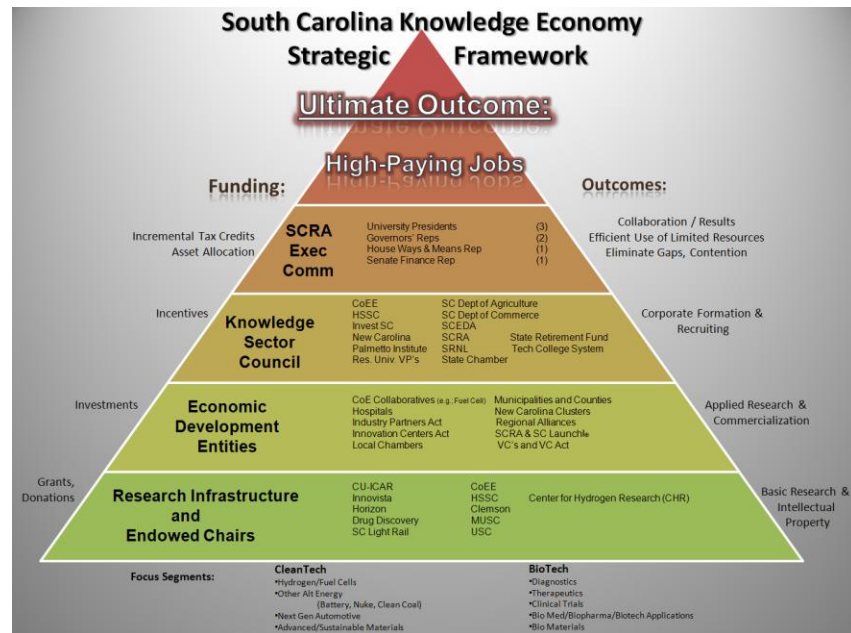 South Carolina Knowledge Economy
Strategic Framework
Ultimate Outcome:
High-Paying Jobs
Funding:
Outcomes:
Incremental Tax Credits
Asset Allocation
SCRA
Exec
Comm
University Presidents (3)
Governors' Reps (2)
House Ways & Means Rep (1)
Senate Finance Rep (1)
Collaboration / Results
Efficient Use of Limited Resources
Eliminate Gaps, Contention
Incentives
Knowledge
Sector
Council
CoEE
HSSC
Invest SC
New Carolina
Palmetto Institute
Res. Univ. VP's
SC Dept of Agriculture
SC Dept of Commerce
SCEDA
SCRA
SRNL
State Chamber
State Retirement Fund
Tech College System
Corporate Formation &
Recruiting
Investments
Economic
Development
Entities
CoE Collaboratives (e.g.; Fuel Cell)
Hospitals
Industry Partners Act
Innovation Centers Act
Local Chambers
Municipalities and Counties
New Carolina Clusters
Regional Alliances
SCRA & SC Launch!
VC's and VC Act
Applied Research &
Commercialization
Grants,
Donations
Research Infrastructure
and
Endowed Chairs
CU-ICAR
Innovista
Horizon
Drug Discovery
SC Light Rail
CoEE
HSSC
Clemson
MUSC
USC
Center for Hydrogen Research (CHR)
Basic Research &
Intellectual
Property
Focus Segments:
CleanTech
•Hydrogen/Fuel Cells
•Other Alt Energy
(Battery, Nuke, Clean Coal)
•Next Gen Automotive
•Advanced/Sustainable Materials
BioTech
•Diagnostics
•Therapeutics
•Clinical Trials
•Bio Med/Biopharma/Biotech Applications
•Bio Materials